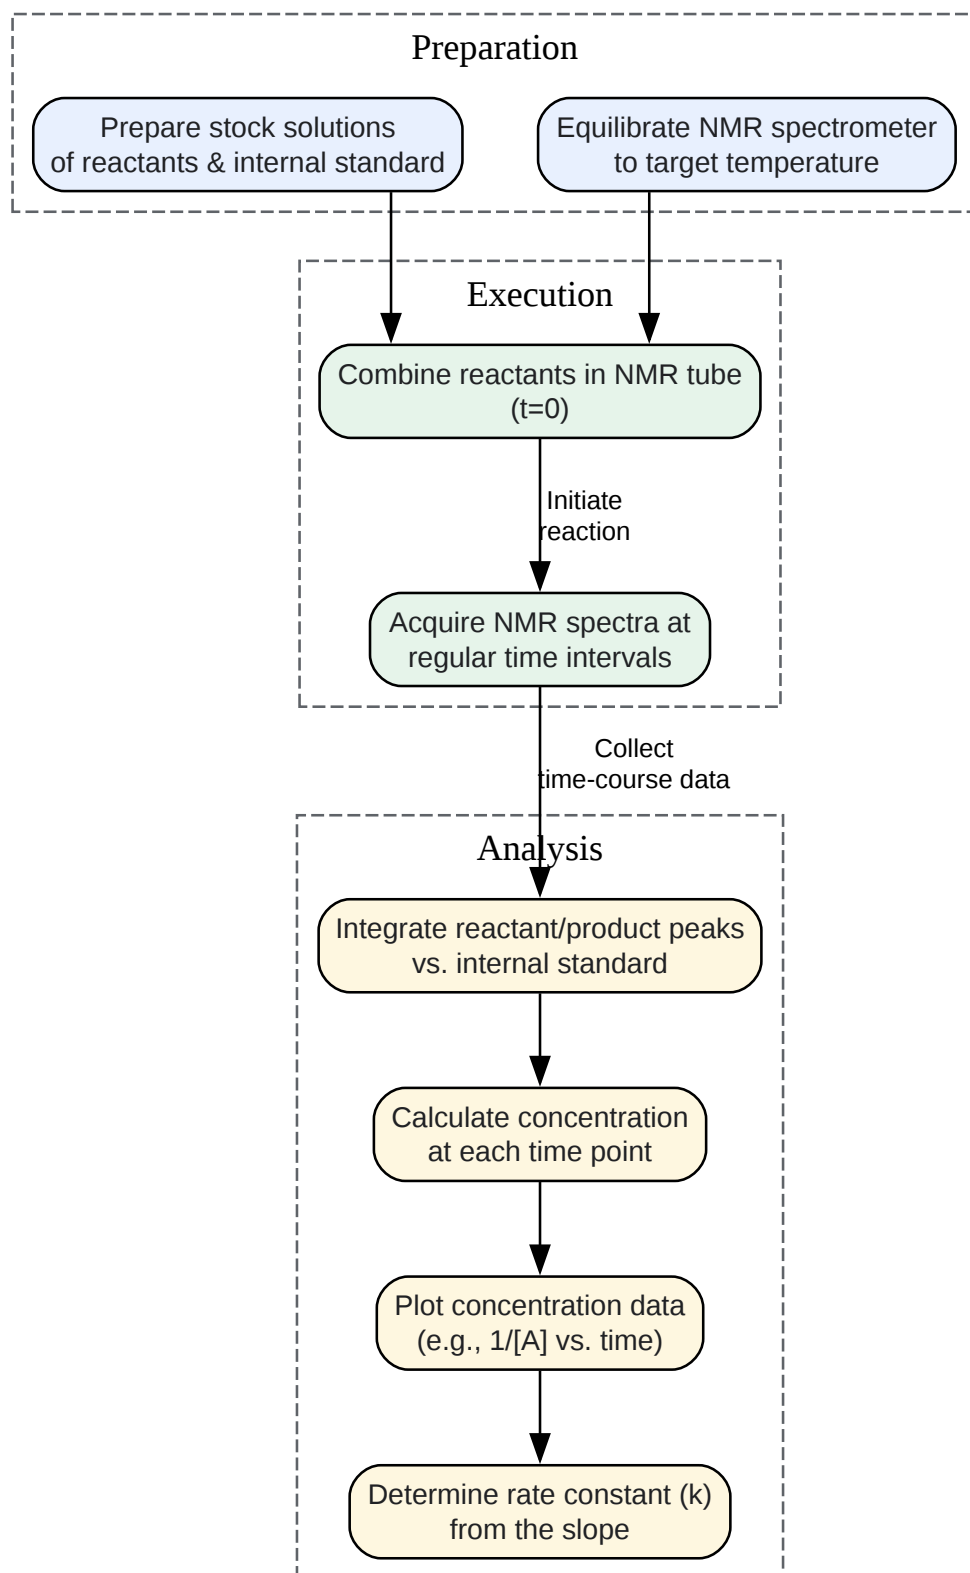 Preparation
Prepare stock solutions
of reactants & internal standard
Equilibrate NMR spectrometer
to target temperature
Execution
Combine reactants in NMR tube
(t=0)
Initiate
reaction
Acquire NMR spectra at
regular time intervals
Collect
time-course data
Analysis
Integrate reactant/product peaks
vs. internal standard
Calculate concentration
at each time point
Plot concentration data
(e.g., 1/[A] vs. time)
Determine rate constant (k)
from the slope